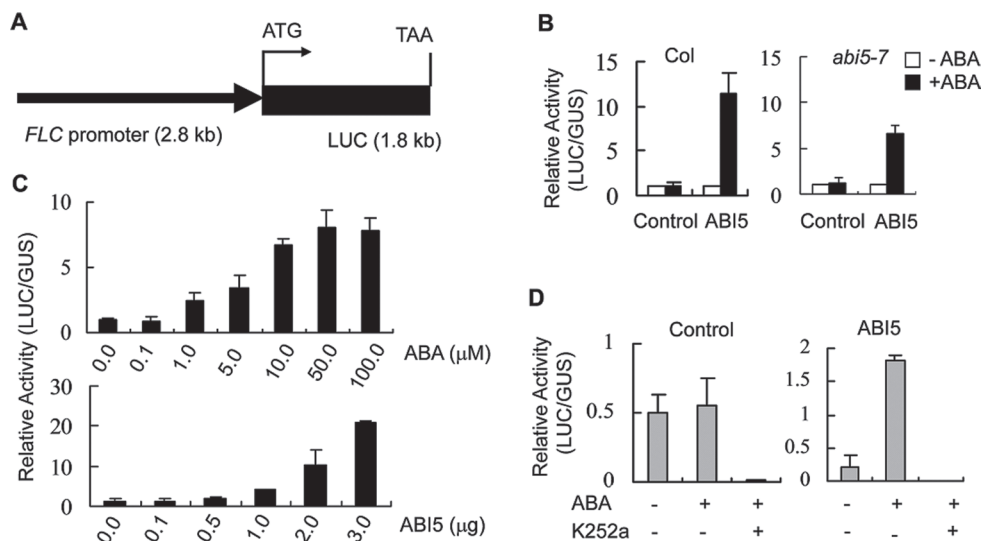 A
ATG
TAA
FLC promoter (2.8 kb)
LUC (1.8 kb)
B
Col
abi5-7
- ABA
+ABA
Relative Activity
(LUC/GUS)
15
10
5
0
15
10
5
0
Control ABI5
Control ABI5
C
Relative Activity (LUC/GUS)
10
5
0
0.0 0.1 1.0 5.0 10.0 50.0 100.0
ABA (µM)
30
20
10
0
0.0 0.1 0.5 1.0 2.0 3.0
ABI5 (µg)
D
Control
ABI5
Relative Activity
(LUC/GUS)
1
0.5
0
2
1.5
1
0.5
0
ABA - + + - + +
K252a - - + - - +